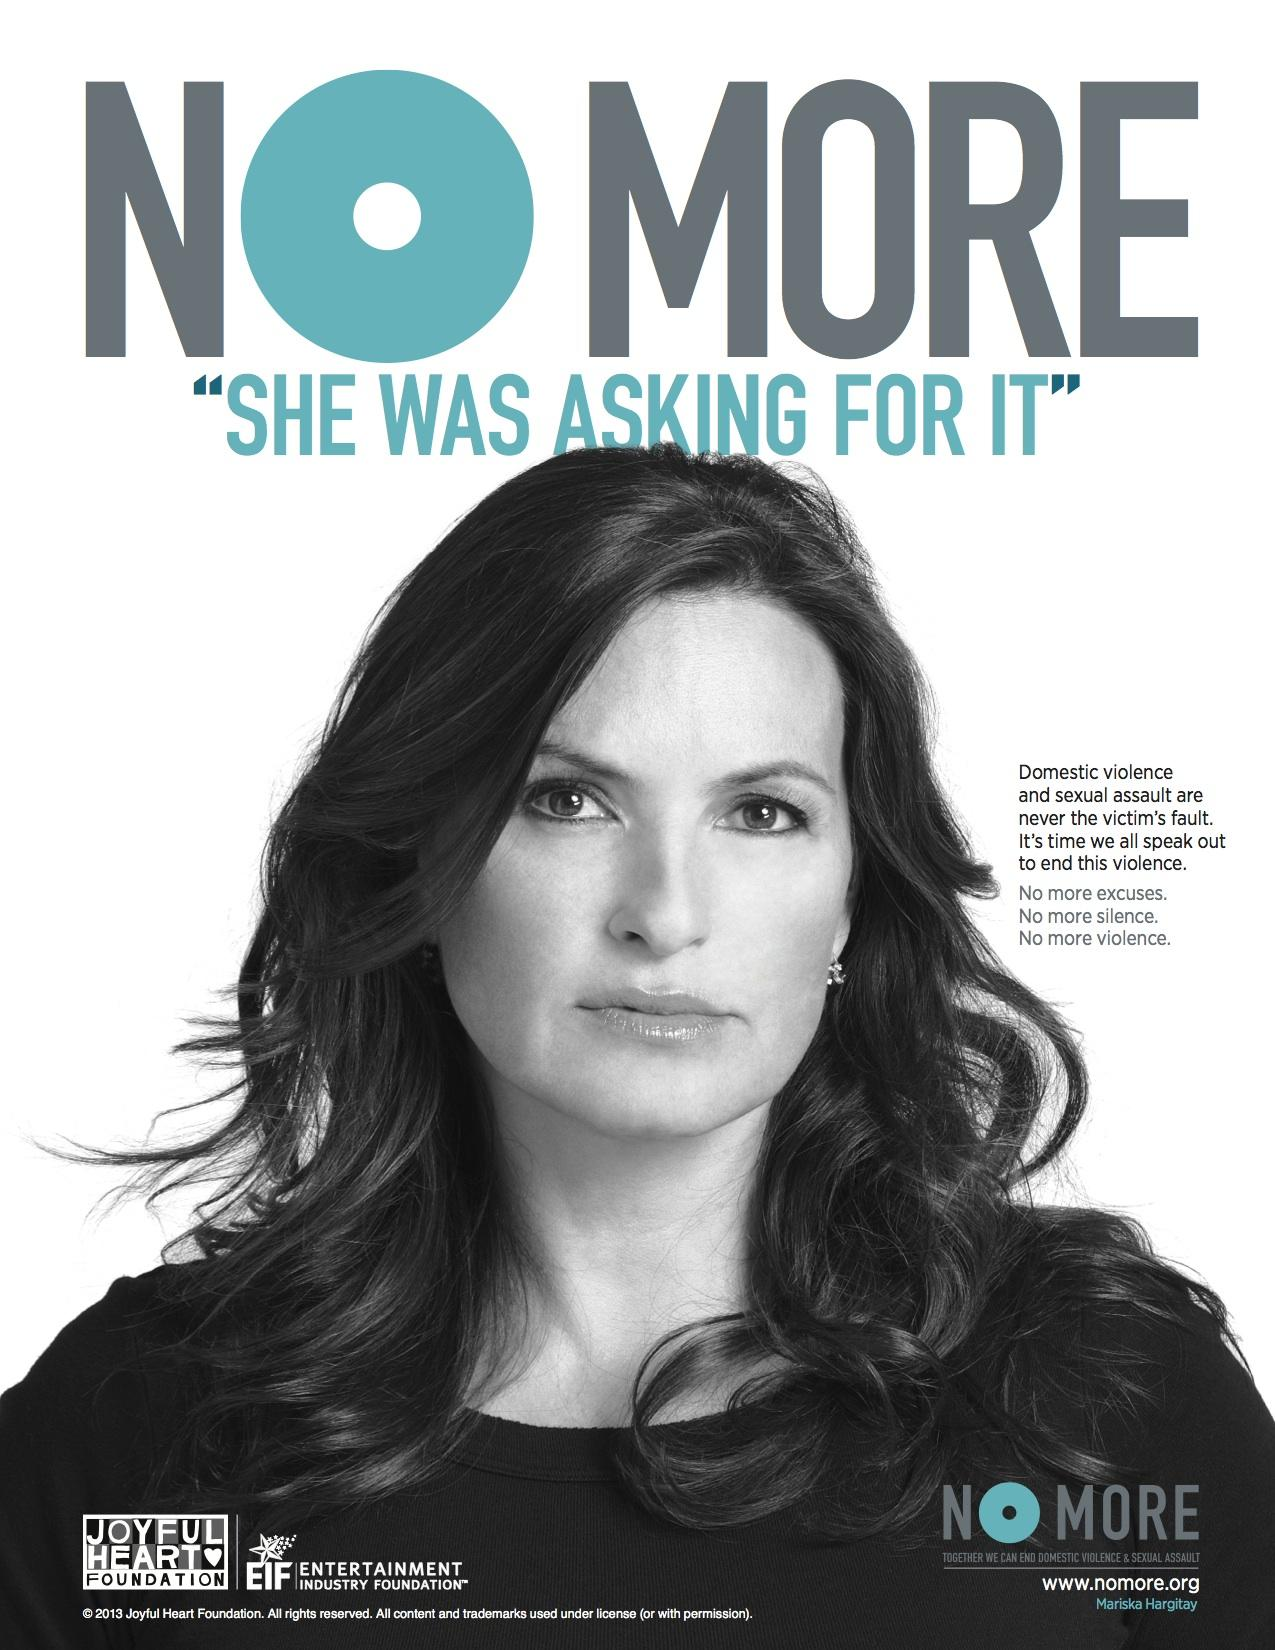 NO MORE
“SHE WAS ASKING FOR IT”
Domestic violence
and sexual assault are
never the victim’s fault.
It’s time we all speak out
to end this violence.
No more excuses.
No more silence.
No more violence.
JOYFUL
HEART
FOUNDATION
EIF ENTERTAINMENT
INDUSTRY FOUNDATION™
© 2013 Joyful Heart Foundation. All rights reserved. All content and trademarks used under license (or with permission).
NO MORE
TOGETHER WE CAN END DOMESTIC VIOLENCE & SEXUAL ASSAULT
www.nomore.org
Mariska Hargitay